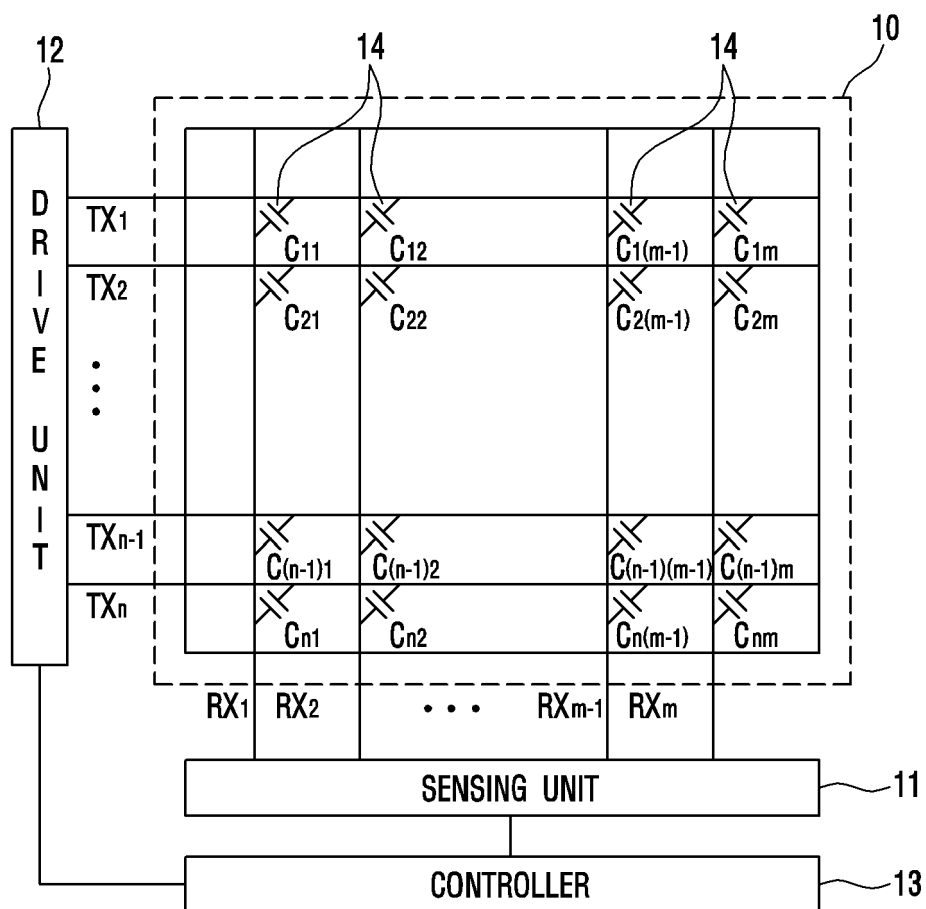 12
14
14
10
DRIVE UNIT
TX1
C11
C12
C1(m-1)
C1m
TX2
C21
C22
C2(m-1)
C2m
TXn-1
C(n-1)1
C(n-1)2
C(n-1)(m-1)
C(n-1)m
TXn
Cn1
Cn2
Cn(m-1)
Cnm
RX1
RX2
• • •
RXm-1
RXm
SENSING UNIT
11
CONTROLLER
13